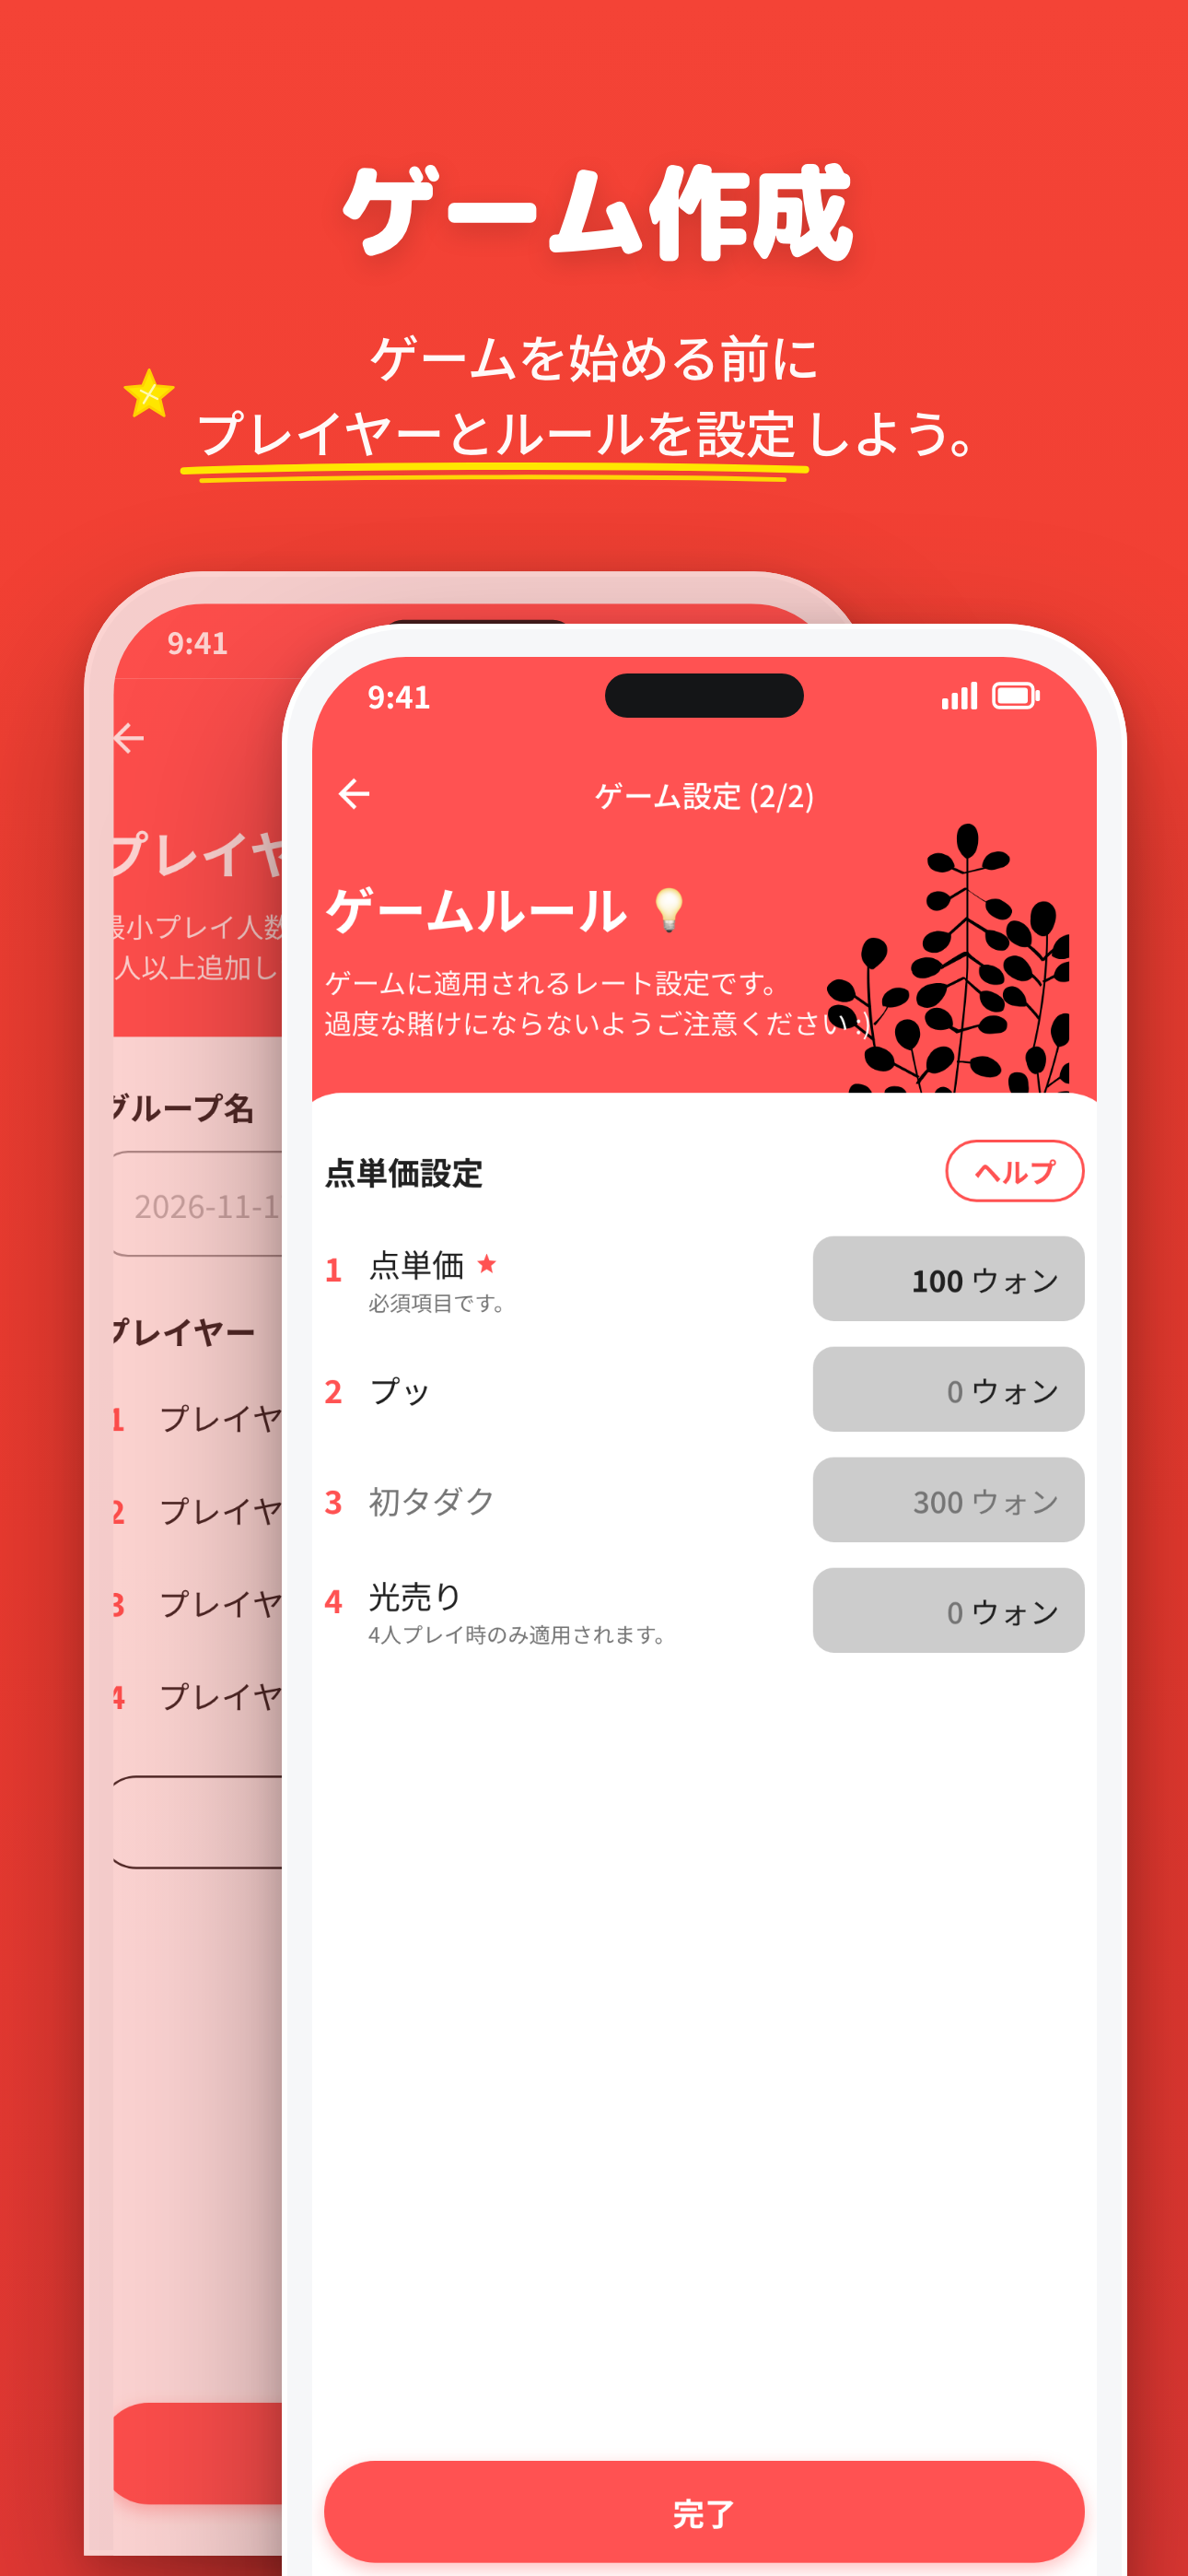 ゲーム作成
ゲームを始める前に
プレイヤーとルールを設定しよう。
9:41
プレイヤ
最小プレイ人数
人以上追加し
グループ名
2026-11-1
プレイヤー
1 プレイヤ
2 プレイヤ
3 プレイヤ
4 プレイヤ
9:41
ゲーム設定 (2/2)
ゲームルール
ゲームに適用されるレート設定です。
過度な賭けにならないようご注意ください :)
点単価設定
ヘルプ
1 点単価
必須項目です。
100 ウォン
2 プッ
0 ウォン
3 初タダク
300 ウォン
4 光売り
4人プレイ時のみ適用されます。
0 ウォン
完了